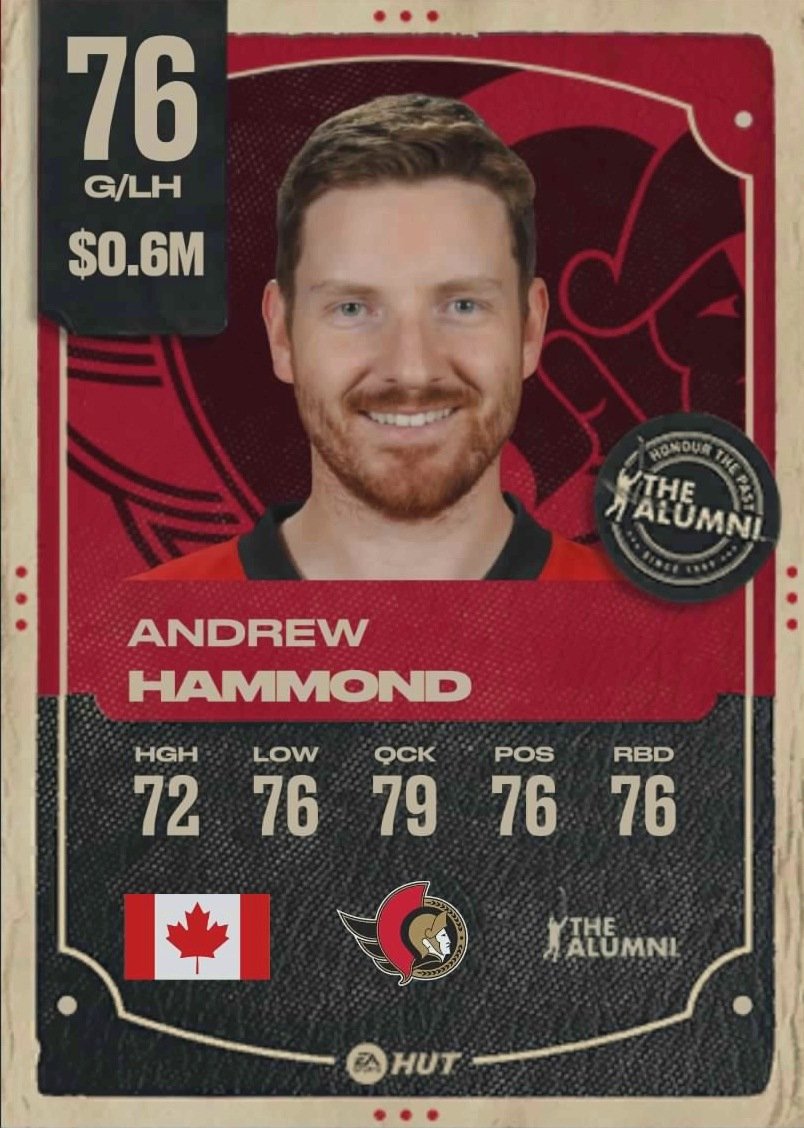 76
G/LH
$0.6M
HONOUR THE PAST
THE
ALUMNI
ANDREW
HAMMOND
HGH LOW QCK POS RBD
72 76 79 76 76
THE
ALUMNI
EA
HUT